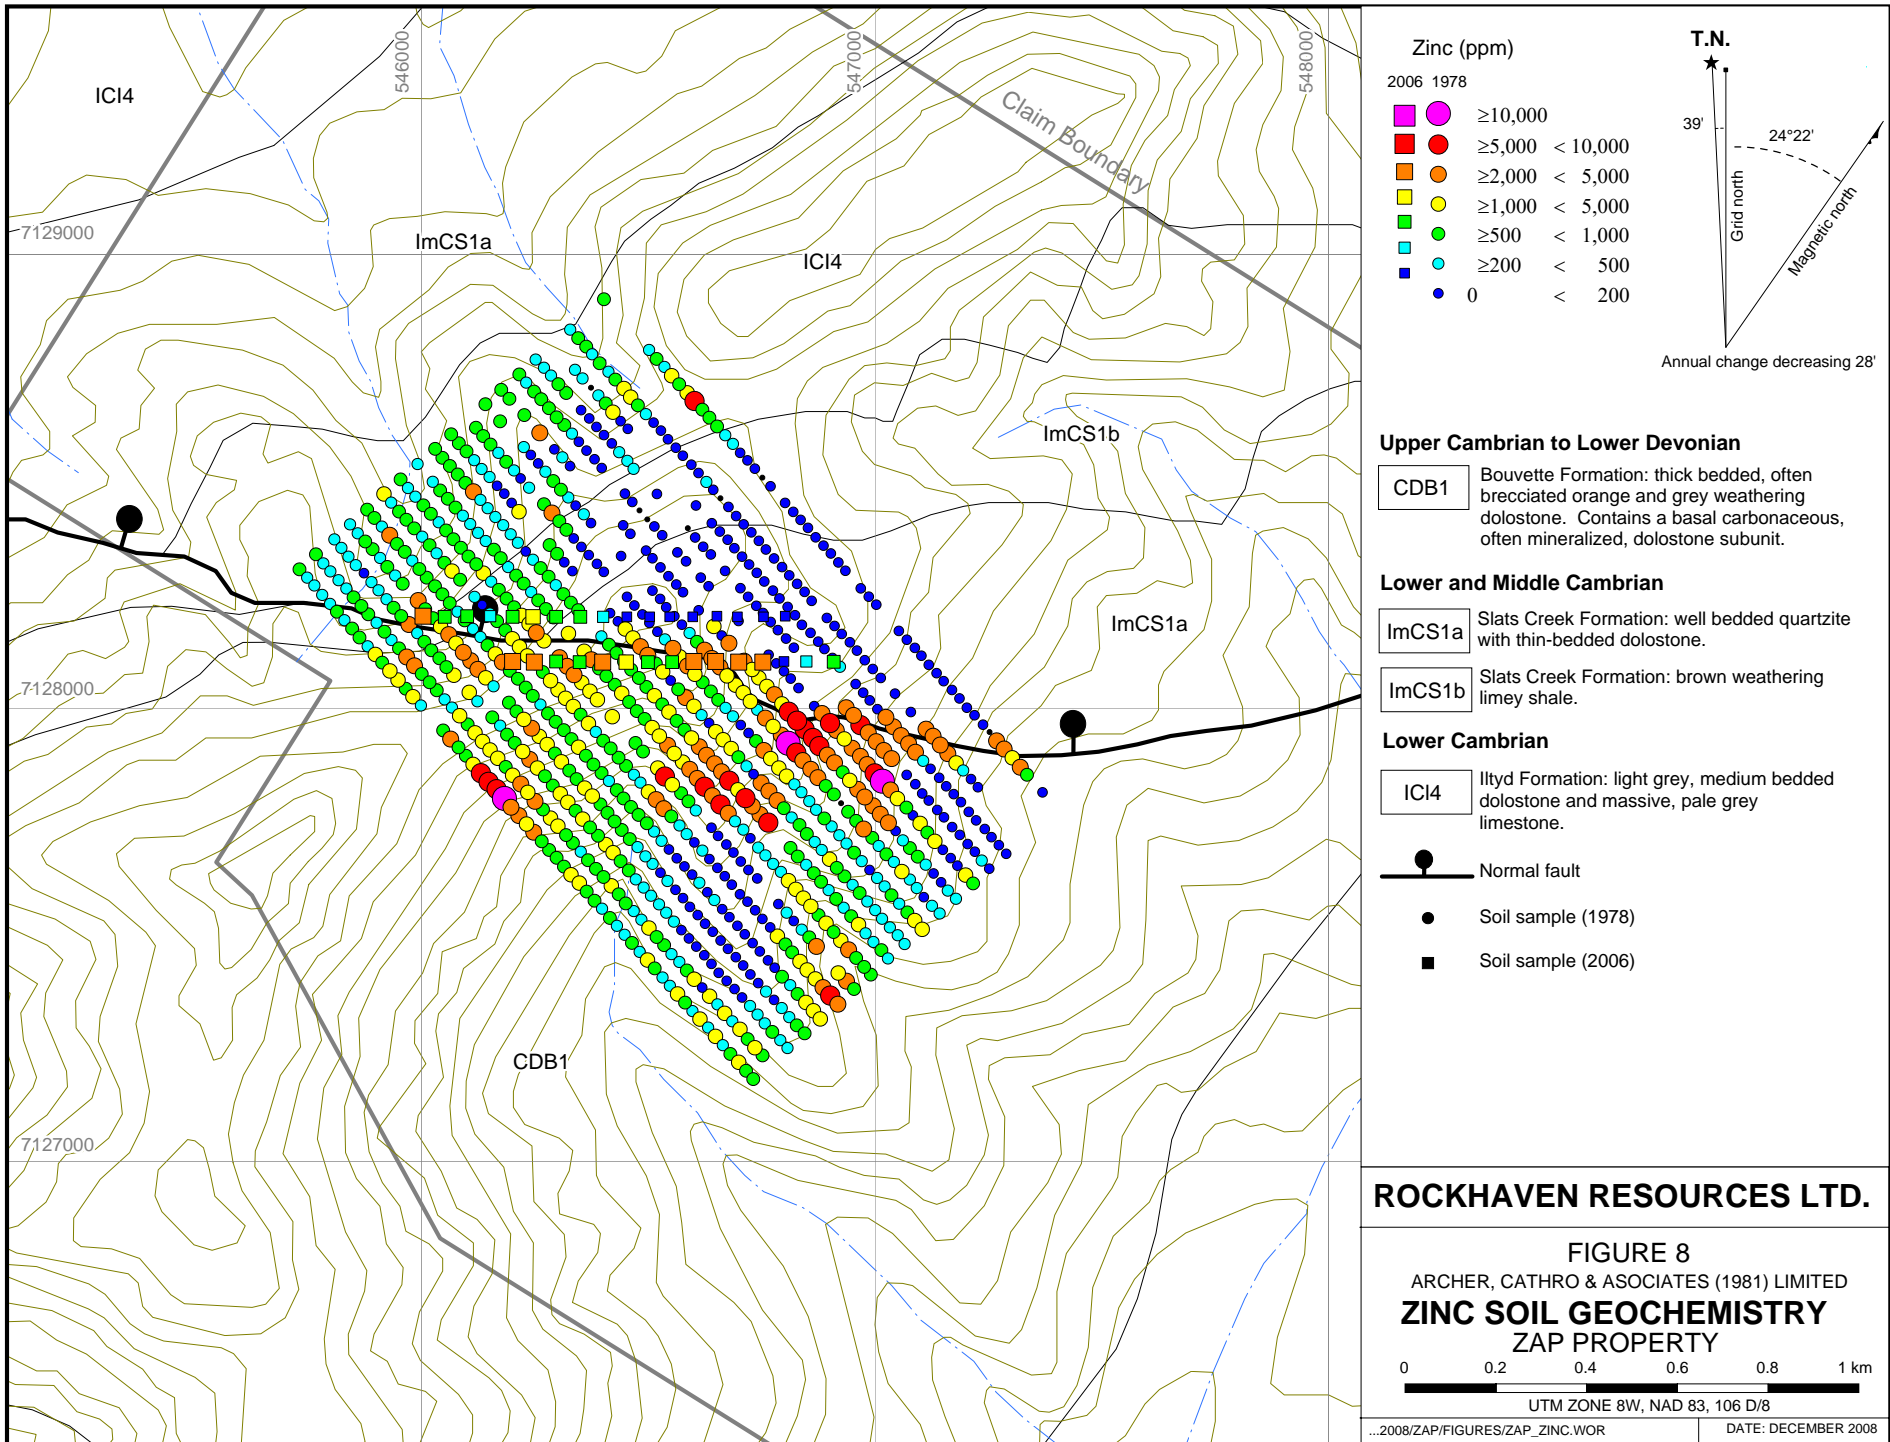 546000
547000
548000
ICI4
Claim Boundary
7129000
ImCS1a
ICI4
ImCS1b
ImCS1a
7128000
CDB1
7127000
Zinc (ppm)
2006 1978
≥10,000
≥5,000 < 10,000
≥2,000 < 5,000
≥1,000 < 5,000
≥500 < 1,000
≥200 < 500
0 < 200
T.N.
39'
24°22'
Grid north
Magnetic north
Annual change decreasing 28'
Upper Cambrian to Lower Devonian
CDB1
Bouvette Formation: thick bedded, often
brecciated orange and grey weathering
dolostone. Contains a basal carbonaceous,
often mineralized, dolostone subunit.
Lower and Middle Cambrian
ImCS1a
Slats Creek Formation: well bedded quartzite
with thin-bedded dolostone.
ImCS1b
Slats Creek Formation: brown weathering
limey shale.
Lower Cambrian
ICI4
Iltyd Formation: light grey, medium bedded
dolostone and massive, pale grey
limestone.
Normal fault
Soil sample (1978)
Soil sample (2006)
ROCKHAVEN RESOURCES LTD.
FIGURE 8
ARCHER, CATHRO & ASOCIATES (1981) LIMITED
ZINC SOIL GEOCHEMISTRY
ZAP PROPERTY
0 0.2 0.4 0.6 0.8 1 km
UTM ZONE 8W, NAD 83, 106 D/8
...2008/ZAP/FIGURES/ZAP_ZINC.WOR
DATE: DECEMBER 2008